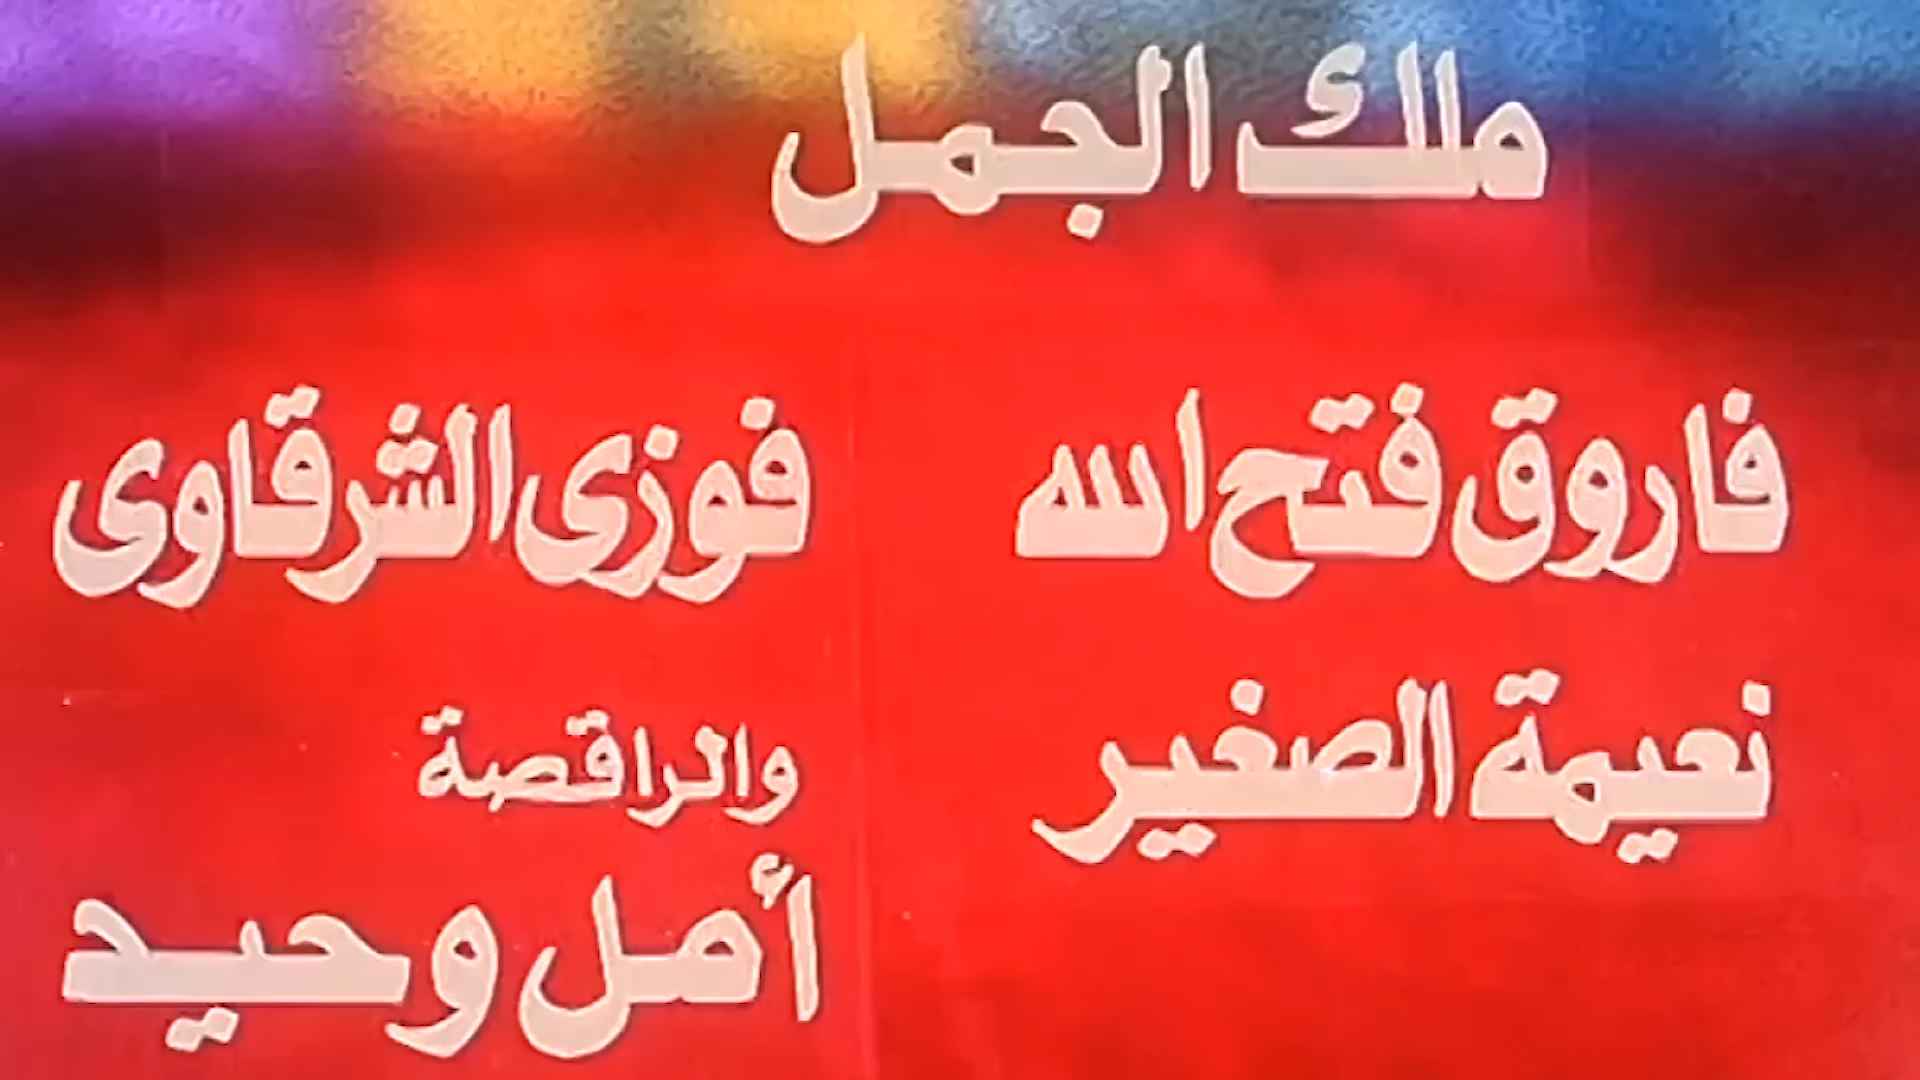 ملك الجمل
فاروق فتح الله
فوزى الشرقاوى
نعيمة الصغير
والراقصة
أمل وحيد